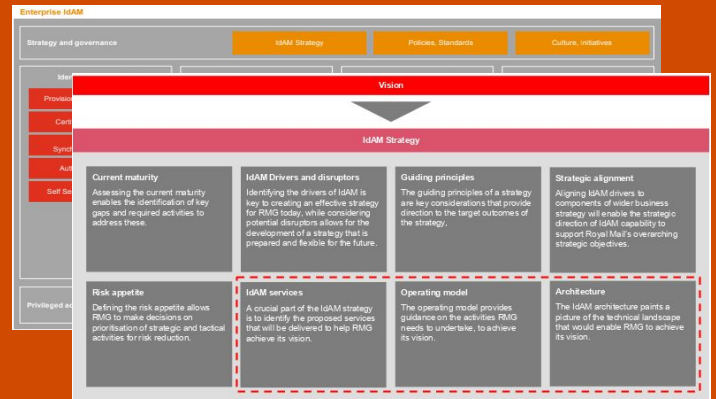 Enterprise IdAM
Strategy and governance
IdAM Strategy
Policies, Standards
Culture, Initiatives
Vision
IdAM Strategy
Current maturity
Assessing the current maturity
enables the identification of key
gaps and required activities to
address these.
IdAM Drivers and disruptors
Identifying the drivers of IdAM is
key to creating an effective strategy
for RMG today, while considering
potential disruptors allows for the
development of a strategy that is
prepared and flexible for the future.
Guiding principles
The guiding principles of a strategy
are key considerations that provide
direction to the target outcomes of
the strategy,
Strategic alignment
Aligning IdAM drivers to
components of wider business
strategy will enable the strategic
direction of IdAM capability to
support Royal Mail's overarching
strategic objectives.
Risk appetite
Defining the risk appetite allows
RMG to make decisions on
prioritisation of strategic and tactical
activities for risk reduction.
IdAM services
A crucial part of the IdAM strategy
is to identify the proposed services
that will be delivered to help RMG
achieve its vision.
Operating model
The operating model provides
guidance on the activities RMG
needs to undertake, to achieve
its vision.
Architecture
The IdAM architecture paints a
picture of the technical landscape
that would enable RMG to achieve
its vision.
Self
Privileged